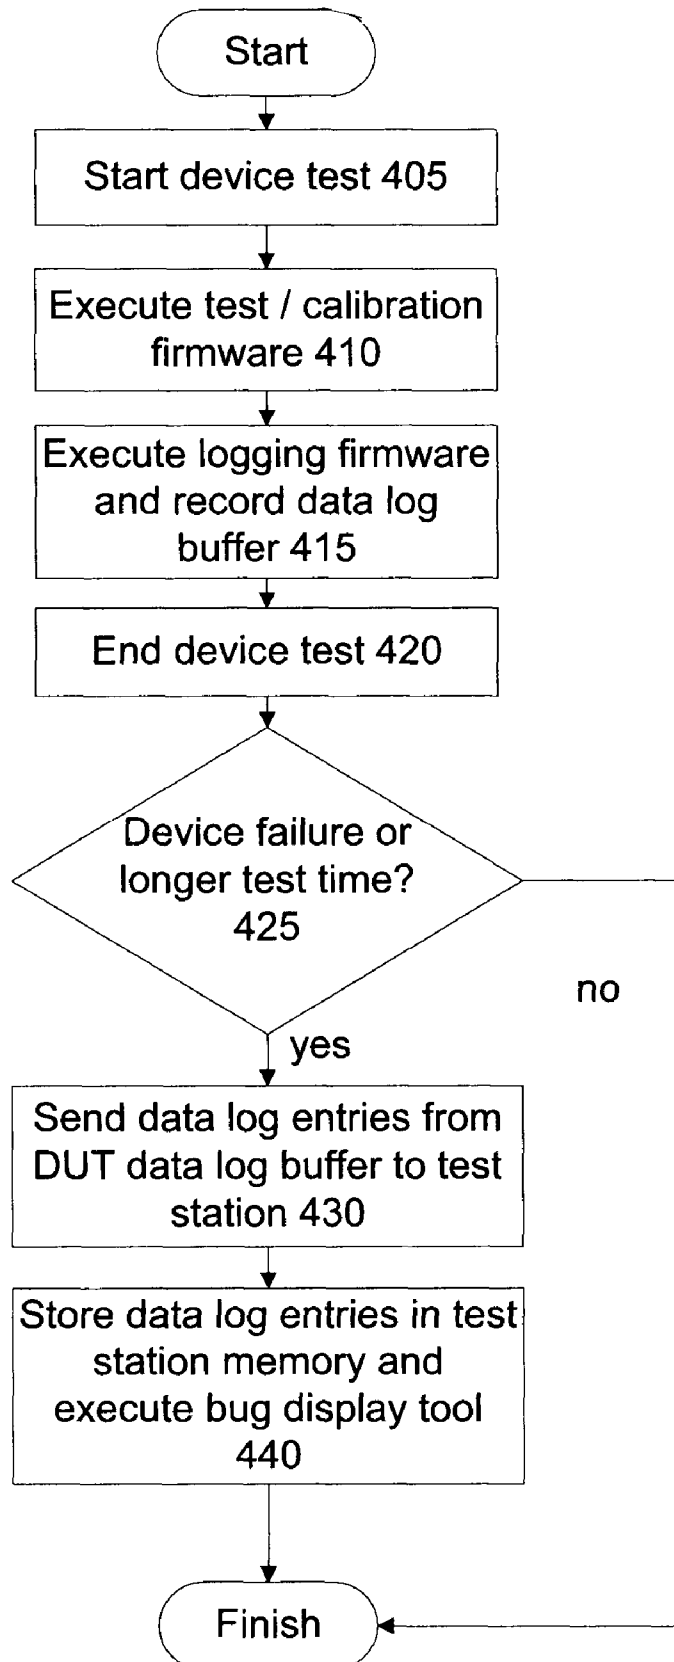 Start
Start device test 405
Execute test / calibration
firmware 410
Execute logging firmware
and record data log
buffer 415
End device test 420
Device failure or
longer test time?
425
no
yes
Send data log entries from
DUT data log buffer to test
station 430
Store data log entries in test
station memory and
execute bug display tool
440
Finish